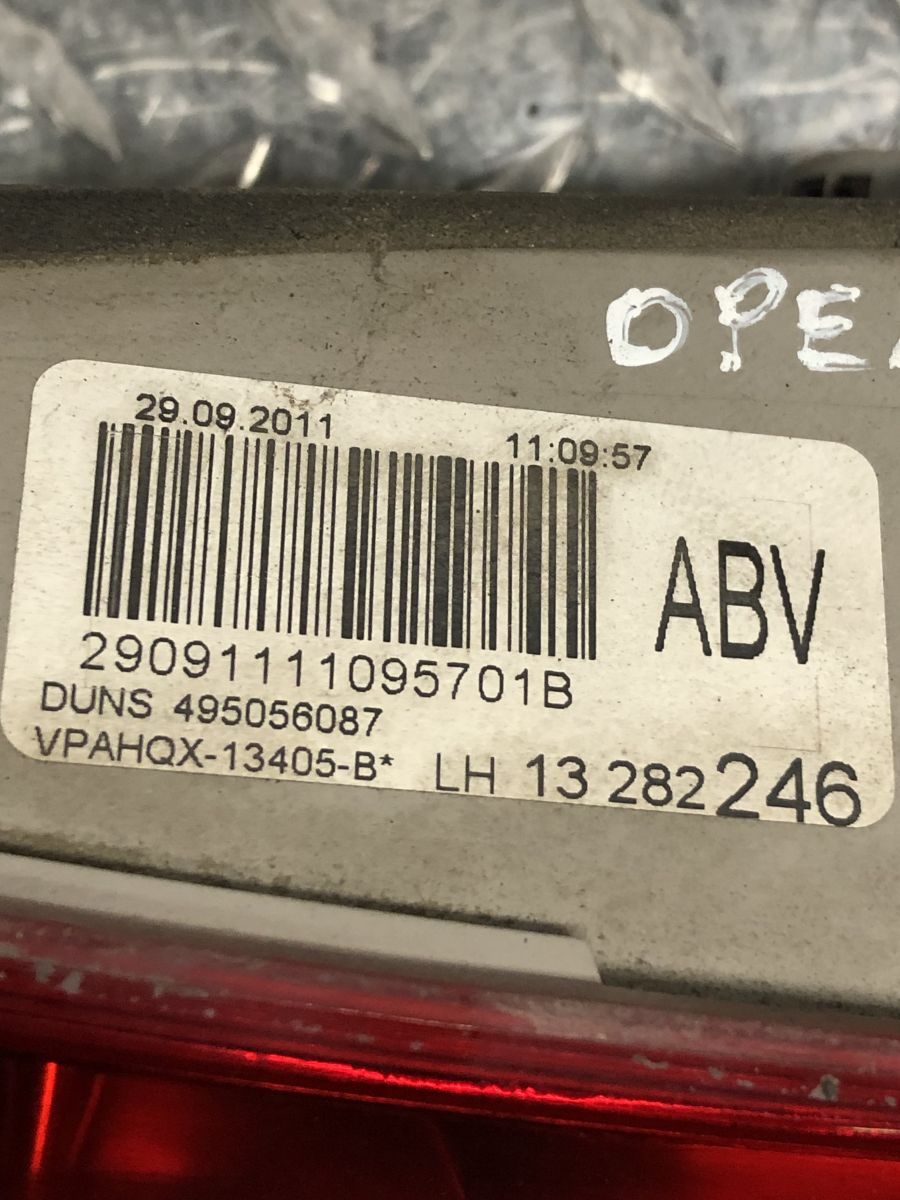 OPE
29.09.2011 11:09:57
ABV
29091111095701B
DUNS 495056087
VPAHQX-13405-B* LH 13 282 246